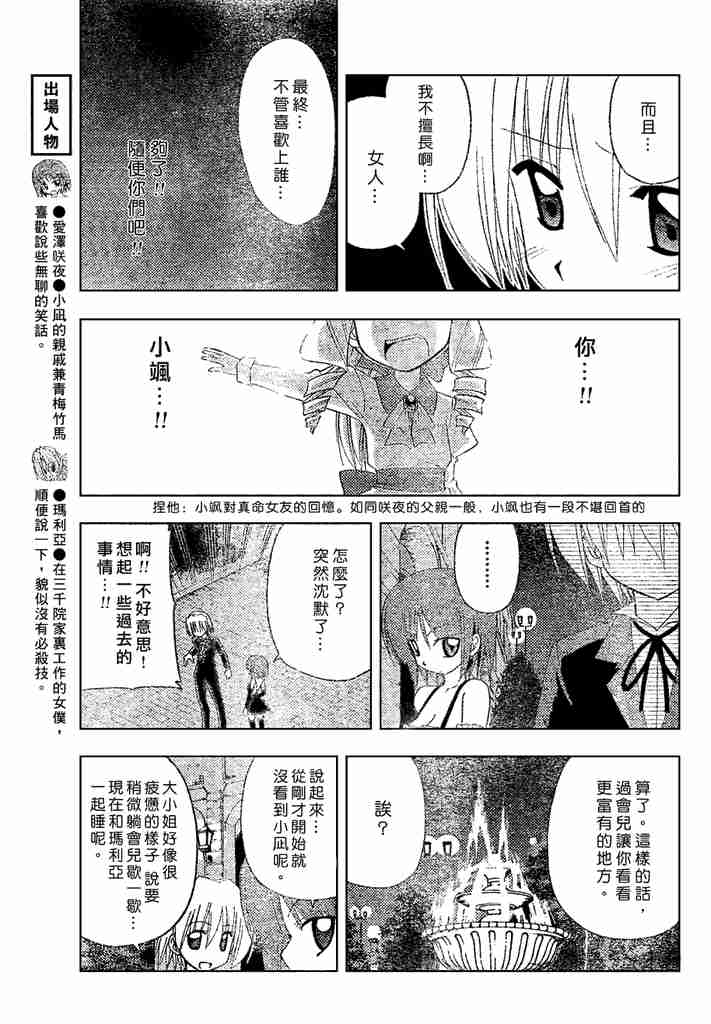 而且…
我不擅長啊…
女人…
最終…
不管喜歡上誰…
夠了!!
隨便你們吧!!
你…!!
小颯…!!
捏他：小颯對真命女友的回憶。如同咲夜的父親一般、小颯也有一段不堪回首的
………
怎麼了?
突然沈默了…
啊!! 不好意思!
想起一些過去的
事情…!!
算了。這樣的話，
過會兒讓你看看
更富有的地方。
誒?
說起來…
從剛才開始就
沒看到小凪呢。
大小姐好像很
疲憊的樣子 說要
稍微躺會兒歇一歇…
現在和瑪利亞
一起睡呢。
出場人物
●愛澤咲夜●小凪的親戚兼青梅竹馬
喜歡說些無聊的笑話。
●瑪利亞●在三千院家裏工作的女僕，
順便說一下，貌似沒有必殺技。